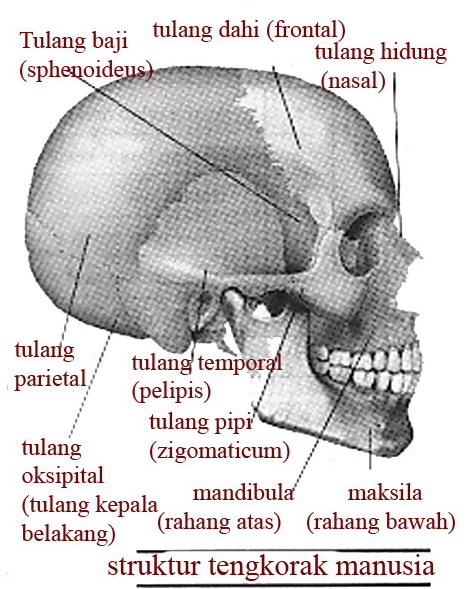 tulang dahi (frontal)
Tulang baji
(sphenoideus)
tulang hidung
(nasal)
tulang
parietal
tulang temporal
(pelipis)
tulang pipi
(zigomaticum)
tulang
oksipital
(tulang kepala
belakang)
mandibula
(rahang atas)
maksila
(rahang bawah)
struktur tengkorak manusia